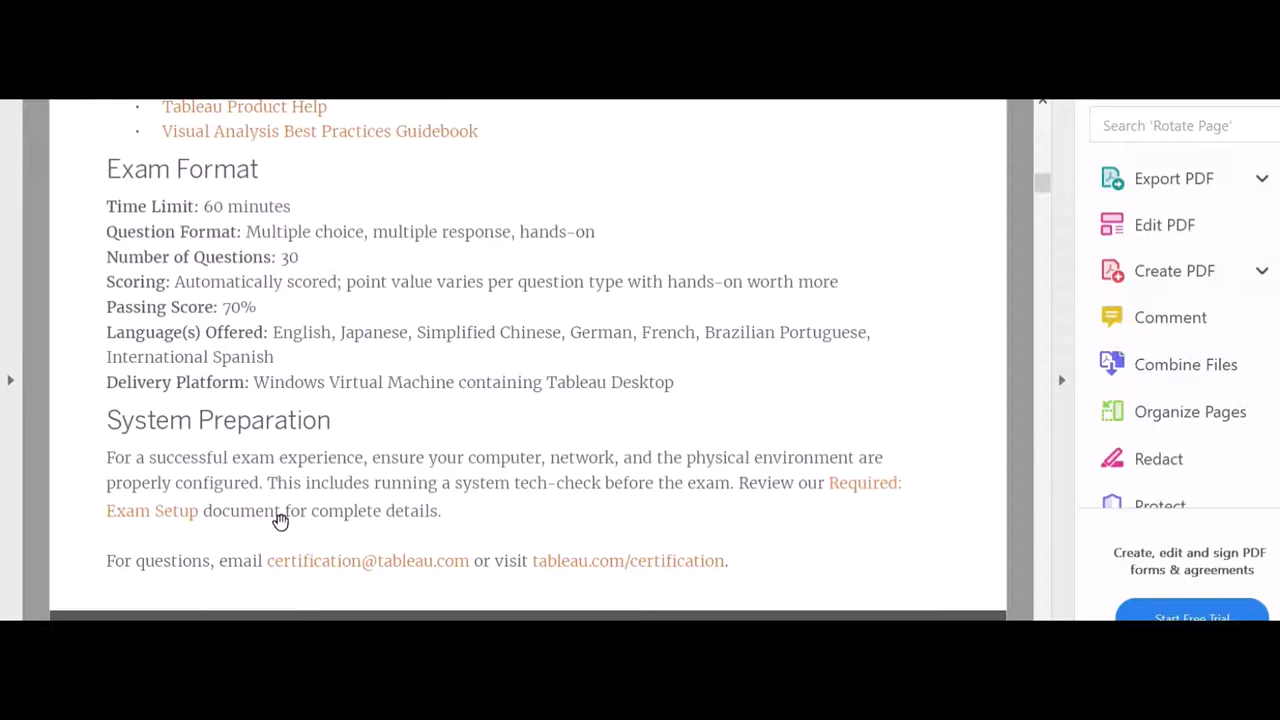 Tableau Product Help
Visual Analysis Best Practices Guidebook
Exam Format
Time Limit: 60 minutes
Question Format: Multiple choice, multiple response, hands-on
Number of Questions: 30
Scoring: Automatically scored; point value varies per question type with hands-on worth more
Passing Score: 70%
Language(s) Offered: English, Japanese, Simplified Chinese, German, French, Brazilian Portuguese,
International Spanish
Delivery Platform: Windows Virtual Machine containing Tableau Desktop
System Preparation
For a successful exam experience, ensure your computer, network, and the physical environment are
properly configured. This includes running a system tech-check before the exam. Review our Required:
Exam Setup document for complete details.
For questions, email certification@tableau.com or visit tableau.com/certification.
Search 'Rotate Page'
Export PDF
Edit PDF
Create PDF
Comment
Combine Files
Organize Pages
Redact
Protect
Create, edit and sign PDF
forms & agreements
Start Free Trial